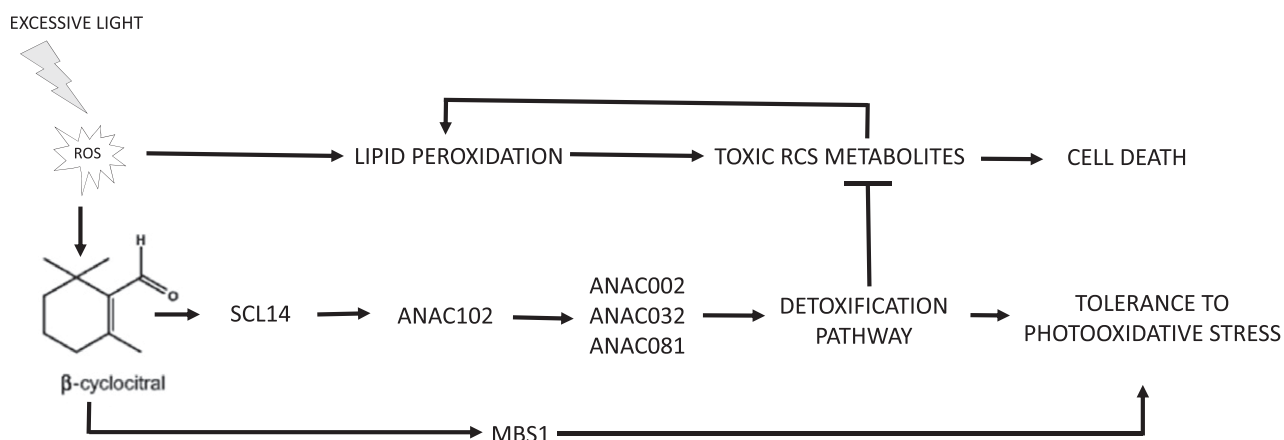 EXCESSIVE LIGHT
ROS
LIPID PEROXIDATION
TOXIC RCS METABOLITES
CELL DEATH
H
O
β-cyclocitral
SCL14
ANAC102
ANAC002
ANAC032
ANAC081
DETOXIFICATION
PATHWAY
TOLERANCE TO
PHOTOOXIDATIVE STRESS
MBS1